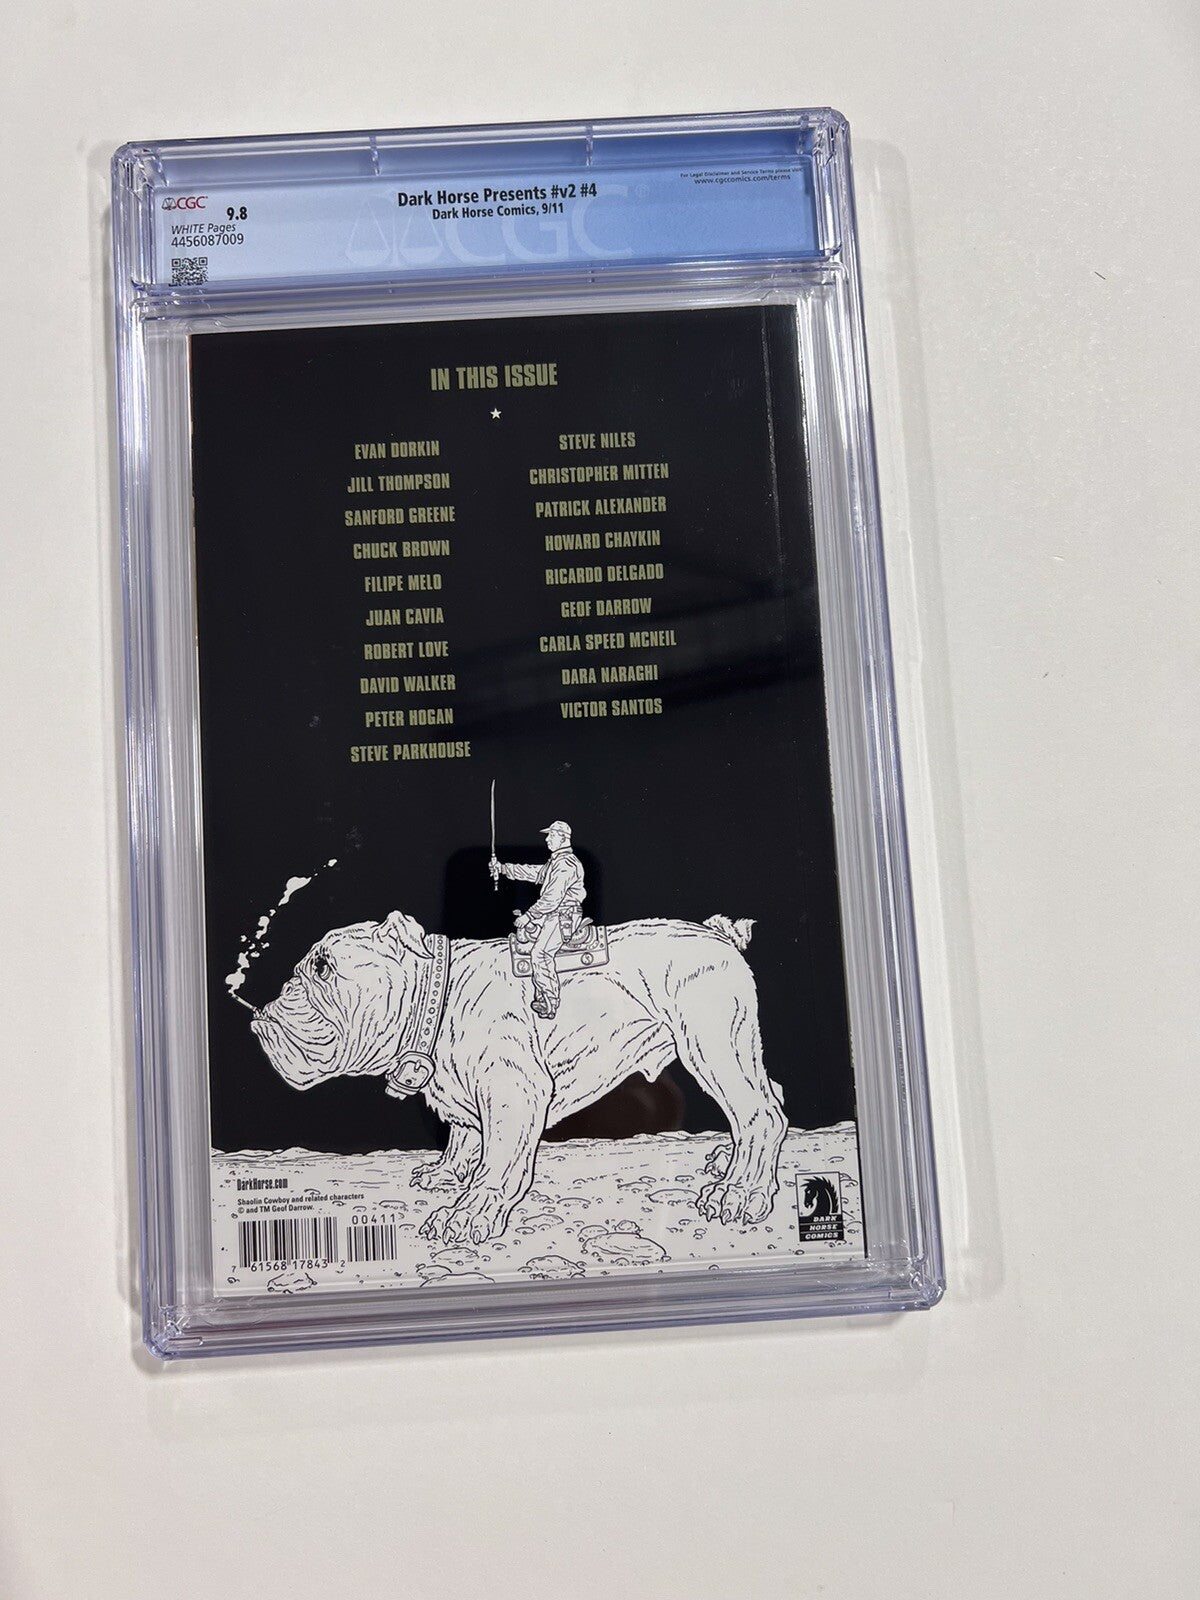 CGC
9.8
WHITE Pages
4456087009
Dark Horse Presents #v2 #4
Dark Horse Comics, 9/11
For Legal Disclaimer and Service Terms please visit
www.cgccomics.com/terms
CGC
IN THIS ISSUE
EVAN DORKIN
JILL THOMPSON
SANFORD GREENE
CHUCK BROWN
FILIPE MELO
JUAN CAVIA
ROBERT LOVE
DAVID WALKER
PETER HOGAN
STEVE PARKHOUSE
STEVE NILES
CHRISTOPHER MITTEN
PATRICK ALEXANDER
HOWARD CHAYKIN
RICARDO DELGADO
GEOF DARROW
CARLA SPEED MCNEIL
DARA NARAGHI
VICTOR SANTOS
DarkHorse.com
Shaolin Cowboy and related characters
© and TM Geof Darrow.
00411
7 61568 17843 2
DARK
HORSE
COMICS